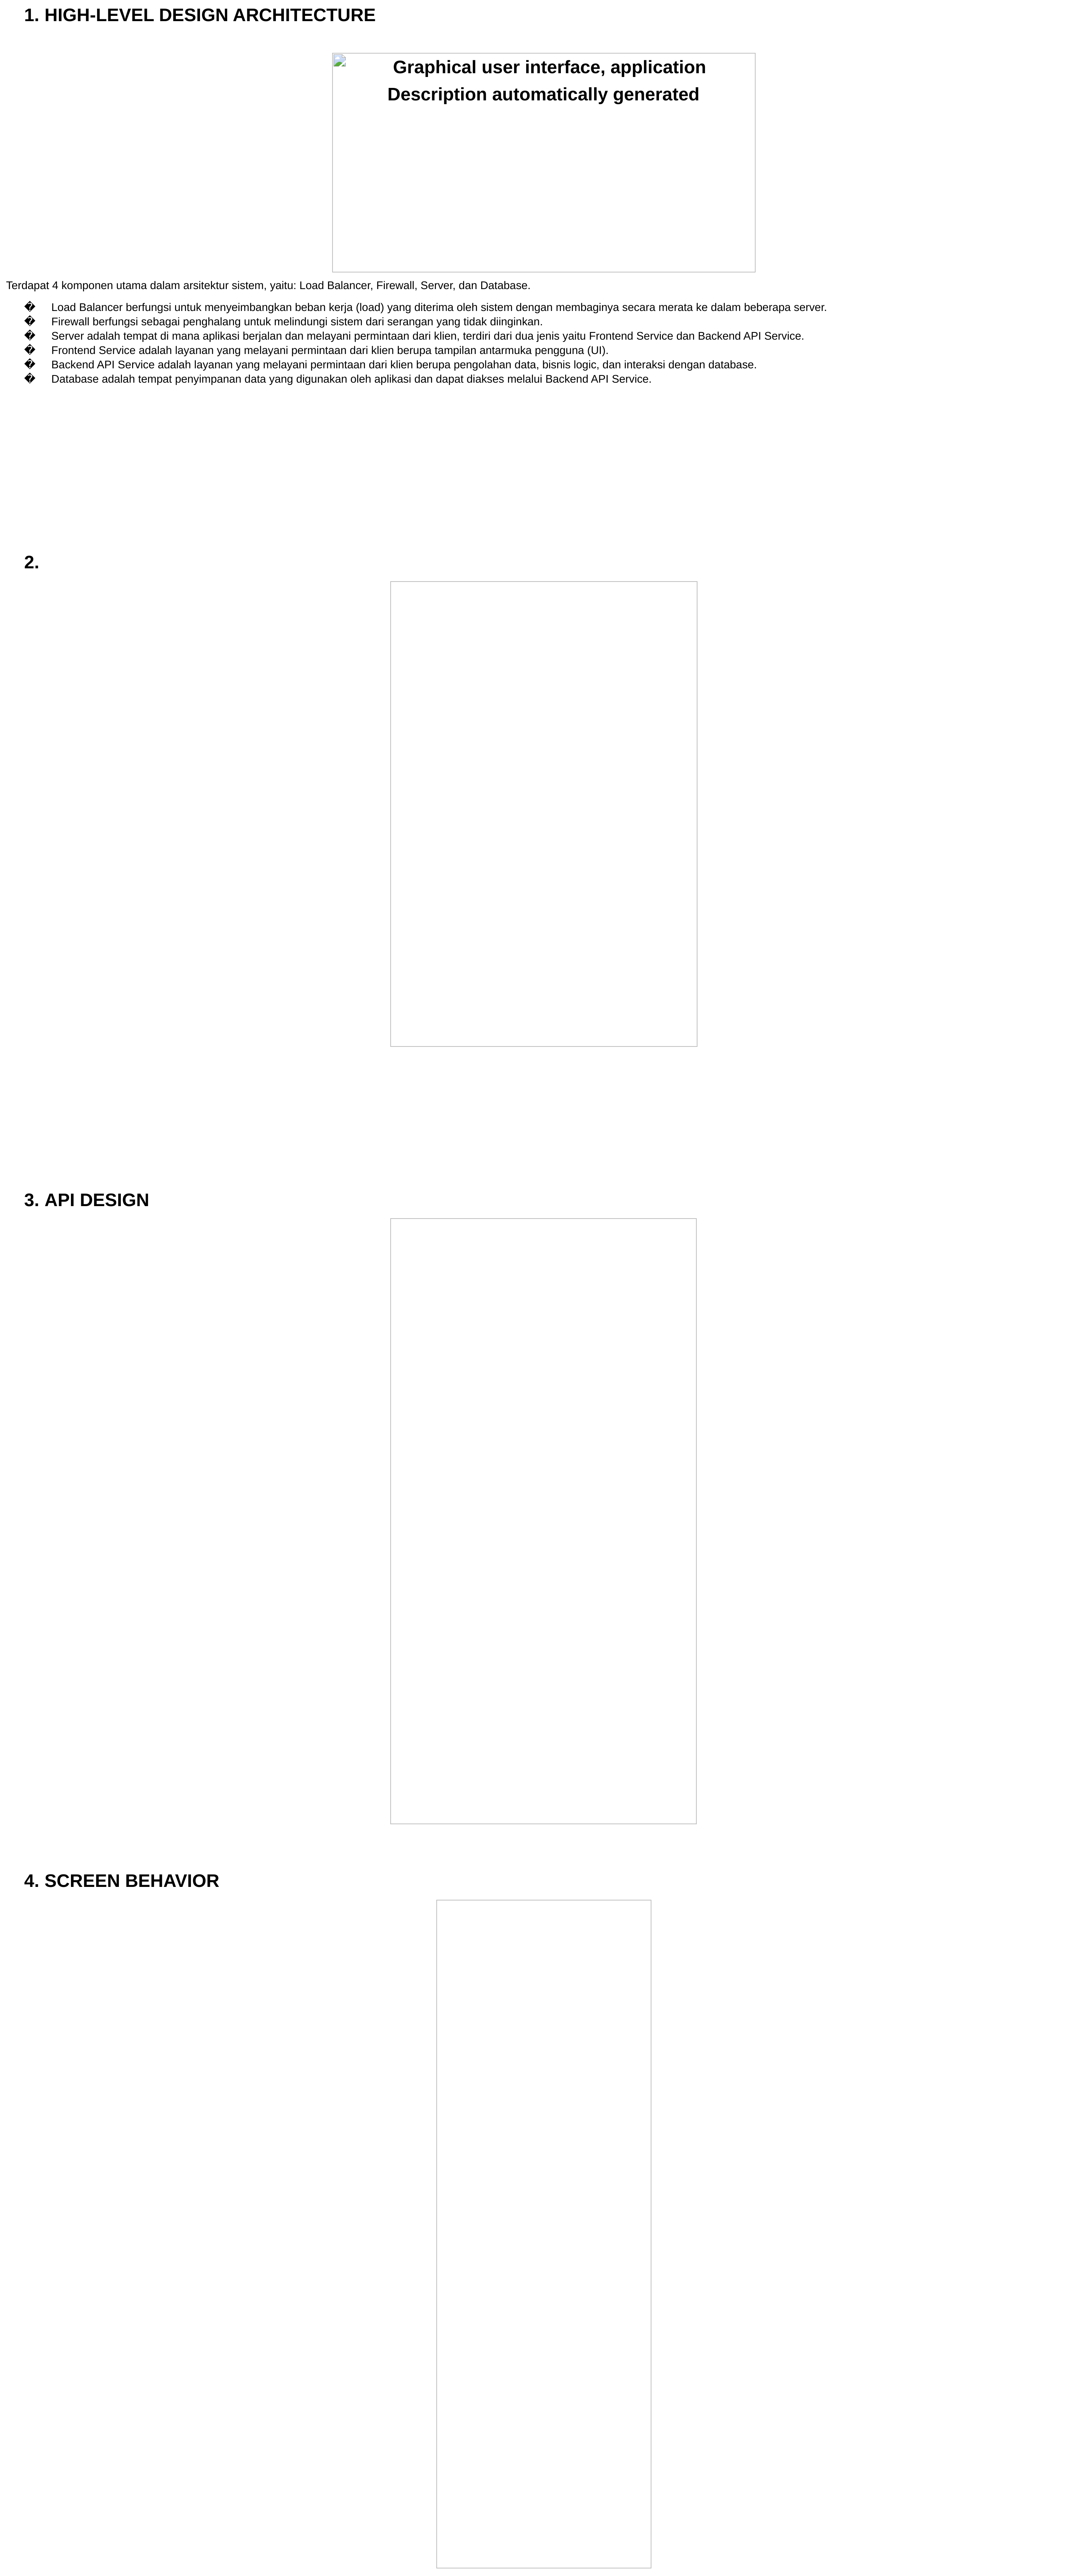 1. HIGH-LEVEL DESIGN ARCHITECTURE
Graphical user interface, application
Description automatically generated
Terdapat 4 komponen utama dalam arsitektur sistem, yaitu: Load Balancer, Firewall, Server, dan Database.
� Load Balancer berfungsi untuk menyeimbangkan beban kerja (load) yang diterima oleh sistem dengan membaginya secara merata ke dalam beberapa server.
� Firewall berfungsi sebagai penghalang untuk melindungi sistem dari serangan yang tidak diinginkan.
� Server adalah tempat di mana aplikasi berjalan dan melayani permintaan dari klien, terdiri dari dua jenis yaitu Frontend Service dan Backend API Service.
� Frontend Service adalah layanan yang melayani permintaan dari klien berupa tampilan antarmuka pengguna (UI).
� Backend API Service adalah layanan yang melayani permintaan dari klien berupa pengolahan data, bisnis logic, dan interaksi dengan database.
� Database adalah tempat penyimpanan data yang digunakan oleh aplikasi dan dapat diakses melalui Backend API Service.
2.
3. API DESIGN
4. SCREEN BEHAVIOR